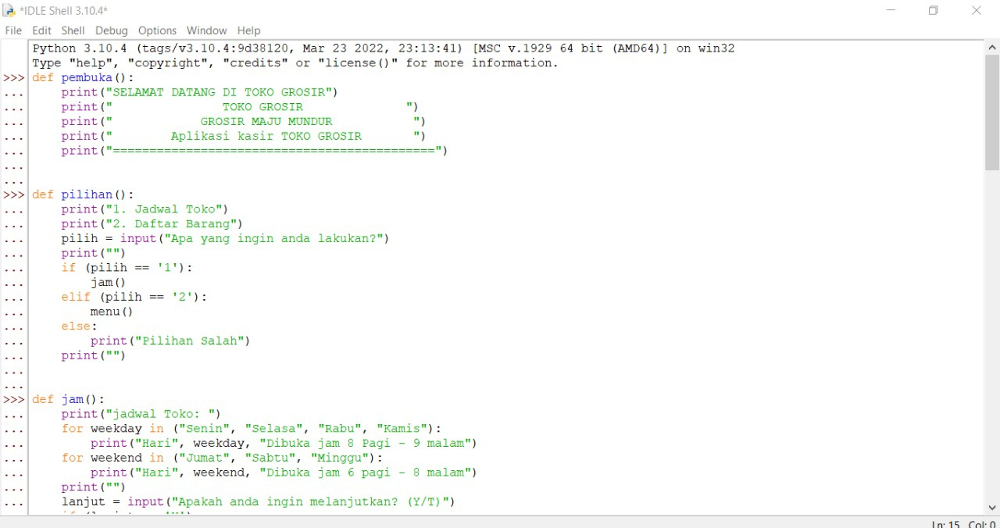 *IDLE Shell 3.10.4*
File Edit Shell Debug Options Window Help
Python 3.10.4 (tags/v3.10.4:9d38120, Mar 23 2022, 23:13:41) [MSC v.1929 64 bit (AMD64)] on win32
Type "help", "copyright", "credits" or "license()" for more information.
>>> def pembuka():
...     print("SELAMAT DATANG DI TOKO GROSIR")
...     print("               TOKO GROSIR              ")
...     print("            GROSIR MAJU MUNDUR           ")
...     print("        Aplikasi kasir TOKO GROSIR       ")
...     print("============================================")
...
...
>>> def pilihan():
...     print("1. Jadwal Toko")
...     print("2. Daftar Barang")
...     pilih = input("Apa yang ingin anda lakukan?")
...     print("")
...     if (pilih == '1'):
...         jam()
...     elif (pilih == '2'):
...         menu()
...     else:
...         print("Pilihan Salah")
...     print("")
...
...
>>> def jam():
...     print("jadwal Toko: ")
...     for weekday in ("Senin", "Selasa", "Rabu", "Kamis"):
...         print("Hari", weekday, "Dibuka jam 8 Pagi - 9 malam")
...     for weekend in ("Jumat", "Sabtu", "Minggu"):
...         print("Hari", weekend, "Dibuka jam 6 pagi - 8 malam")
...     print("")
...     lanjut = input("Apakah anda ingin melanjutkan? (Y/T)")
Ln: 15 Col: 0